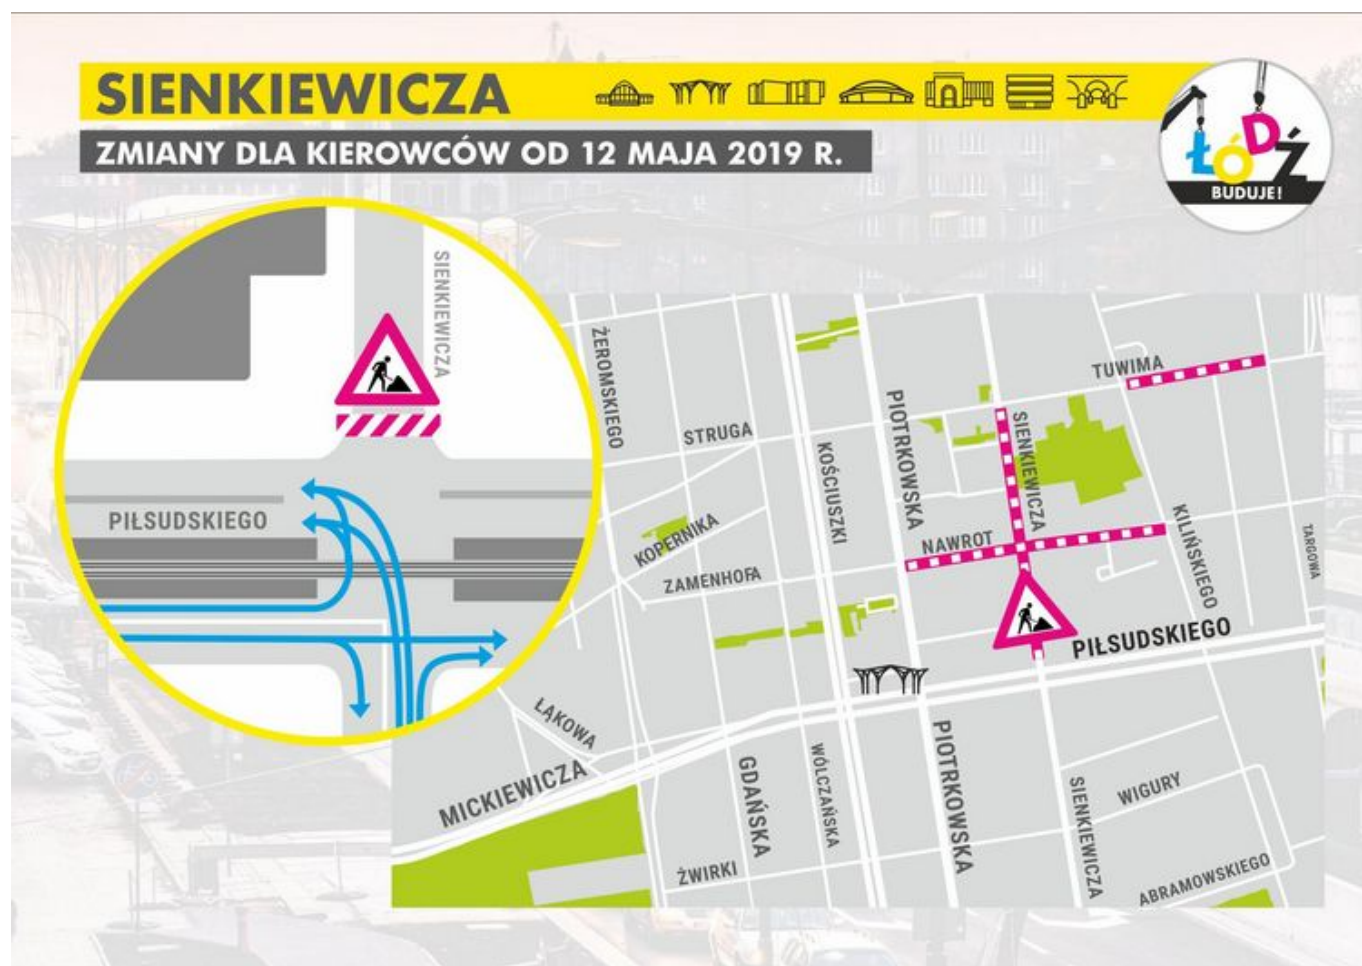 SIENKIEWICZA
ZMIANY DLA KIEROWCÓW OD 12 MAJA 2019 R.
ŁÓDŹ
BUDUJE!
SIENKIEWICZA
PIŁSUDSKIEGO
ŻEROMSKIEGO
STRUGA
KOPERNIKA
ZAMENHOFA
KOŚCIUSZKI
PIOTRKOWSKA
NAWROT
SIENKIEWICZA
TUWIMA
KILIŃSKIEGO
TARGOWA
PIŁSUDSKIEGO
ŁĄKOWA
MICKIEWICZA
GDAŃSKA
WÓLCZAŃSKA
PIOTRKOWSKA
SIENKIEWICZA
WIGURY
ŻWIRKI
ABRAMOWSKIEGO